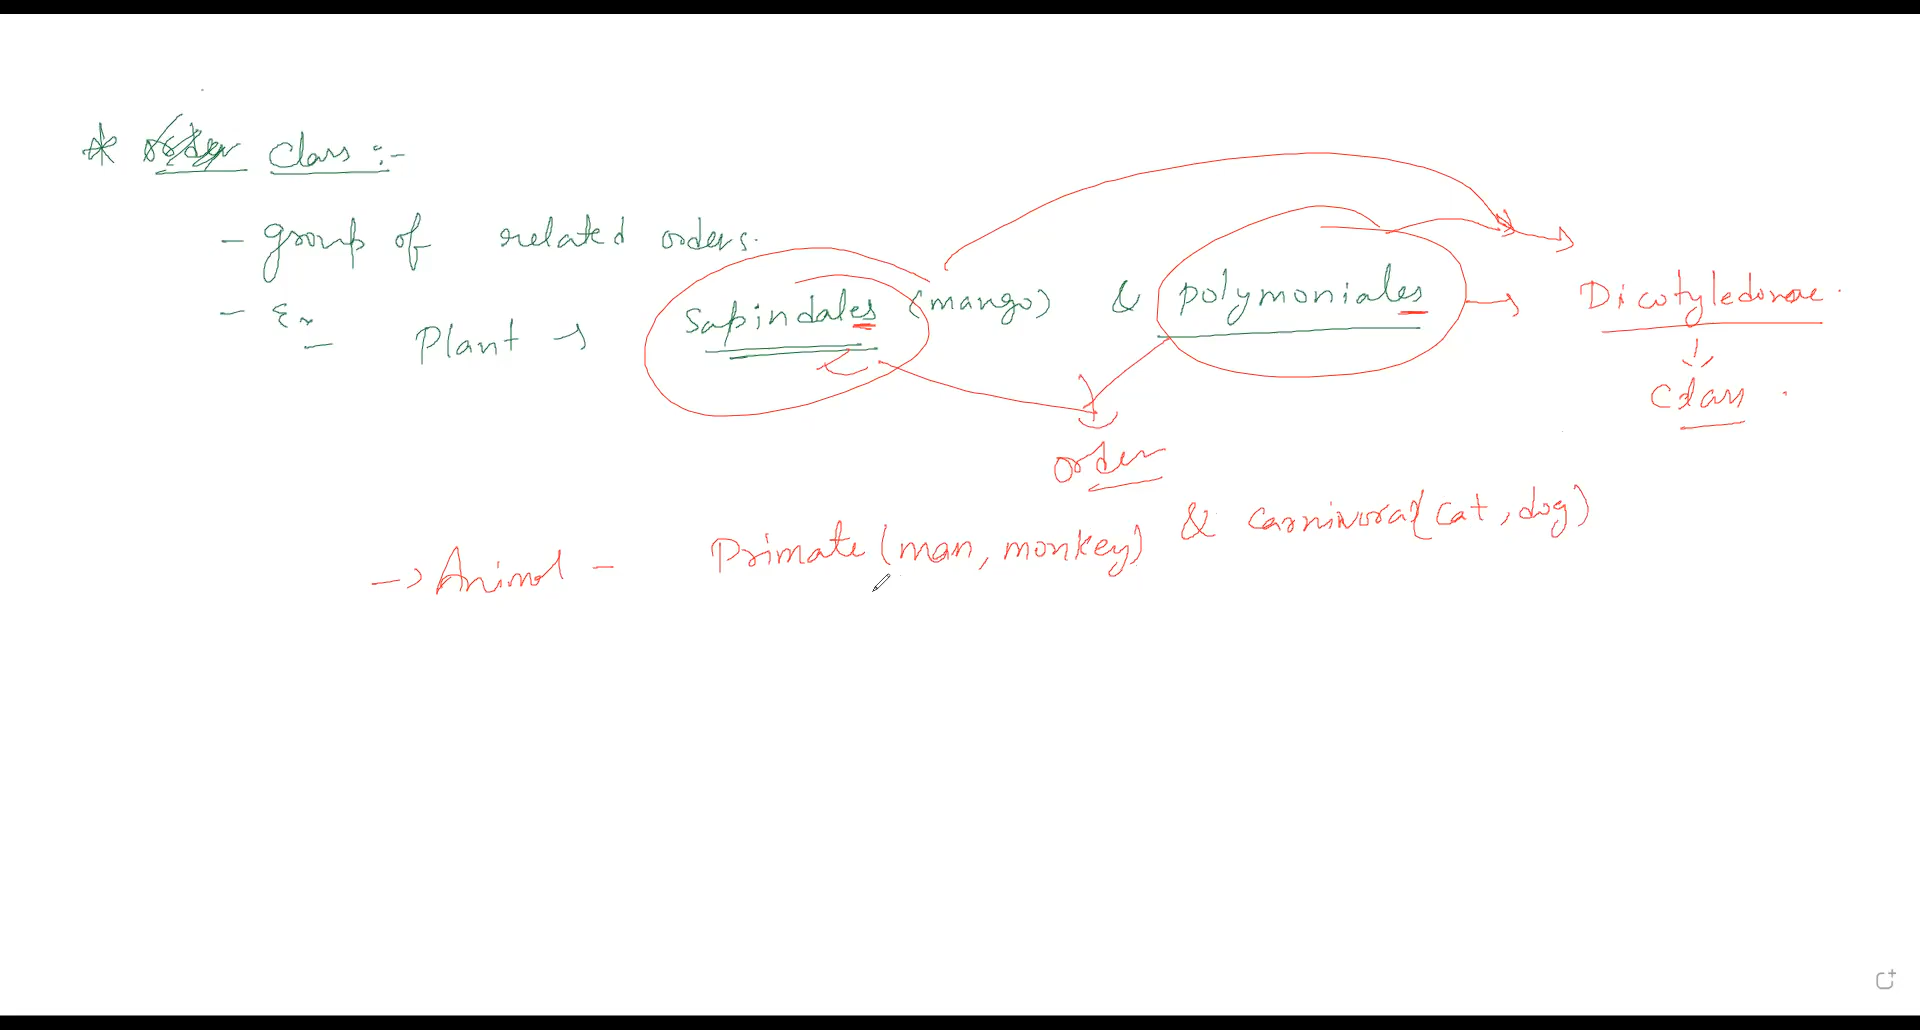 * order Class :-
- group of related orders.
- Ex Plant → Sapindales (mango) & polymoniales → Dicotyledonae.
Class.
order
→ Animal - Primate (man, monkey) & carnivora (cat, dog)